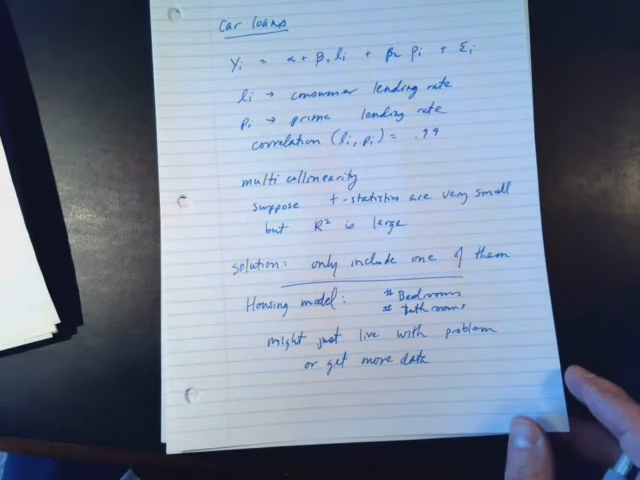 Car loans
Yi = α + β1 li + β2 pi + εi
li → consumer lending rate
pi → prime lending rate
correlation (li, pi) = .99
multicollinearity
suppose t-statistics are very small
but R² is large
solution: only include one of them
Housing model: # Bedrooms
# Bathrooms
might just live with problem
or get more data